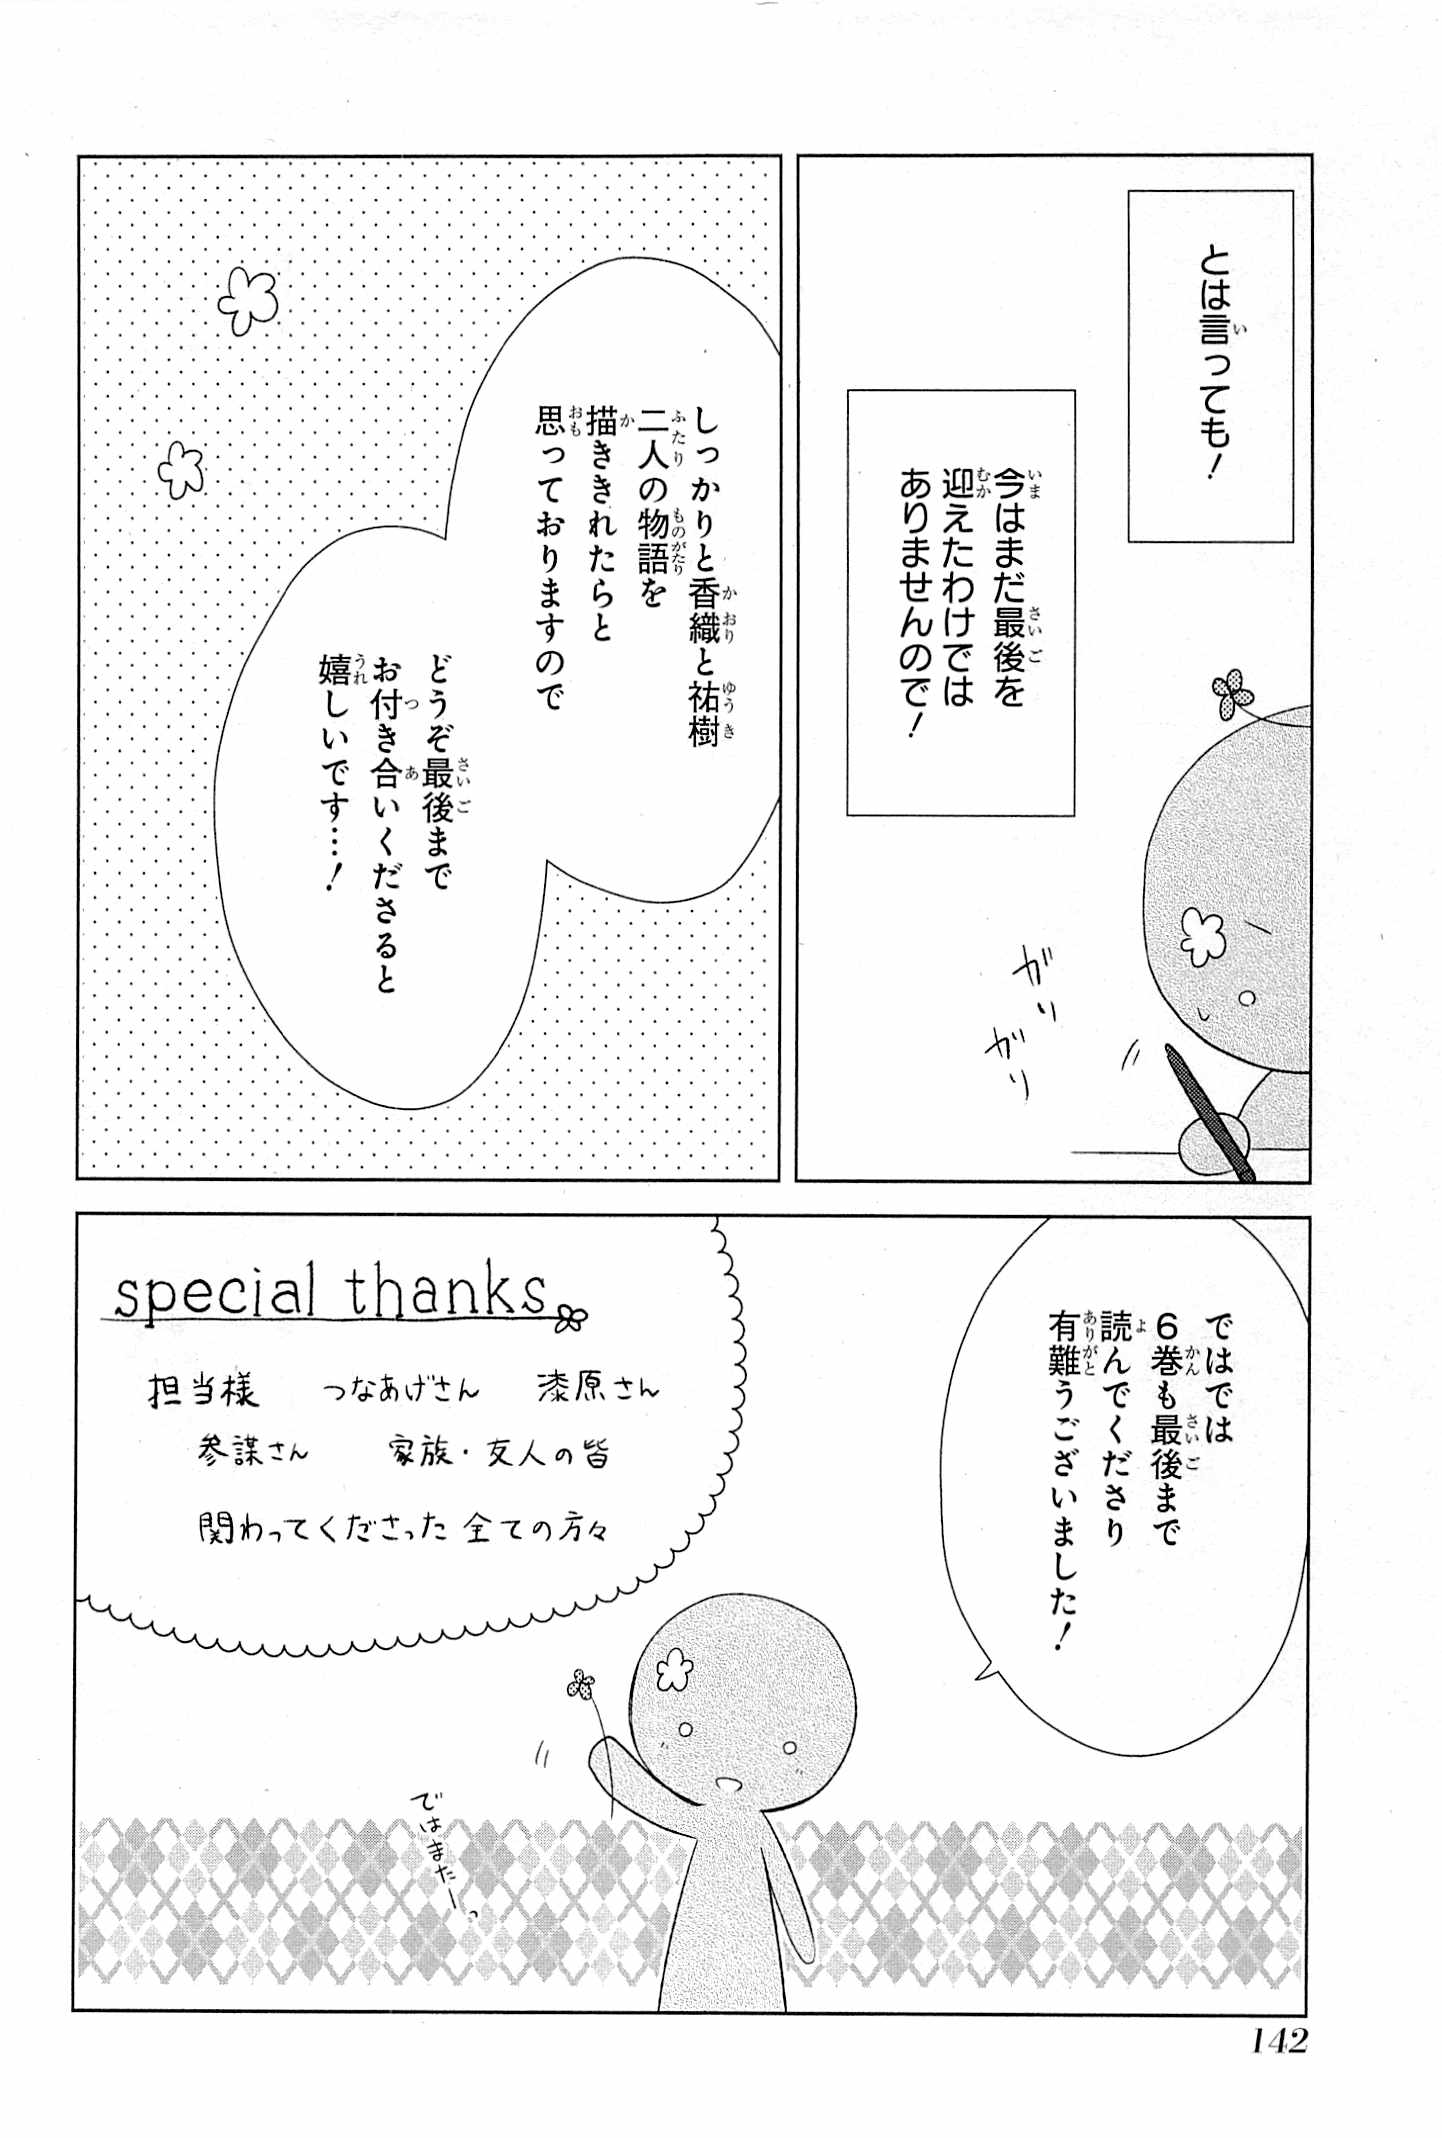 とは言っても!
今はまだ最後を
迎えたわけでは
ありませんので!
ガリ
ガリ
しっかりと香織と祐樹
二人の物語を
描ききれたらと
思っておりますので
どうぞ最後まで
お付き合いくださると
嬉しいです…!
ではでは
6巻も最後まで
読んでくださり
有難うございました!
special thanks
担当様 つなあげさん 漆原さん
参謀さん 家族・友人の皆
関わってくださった 全ての方々
ではまたーっ
142